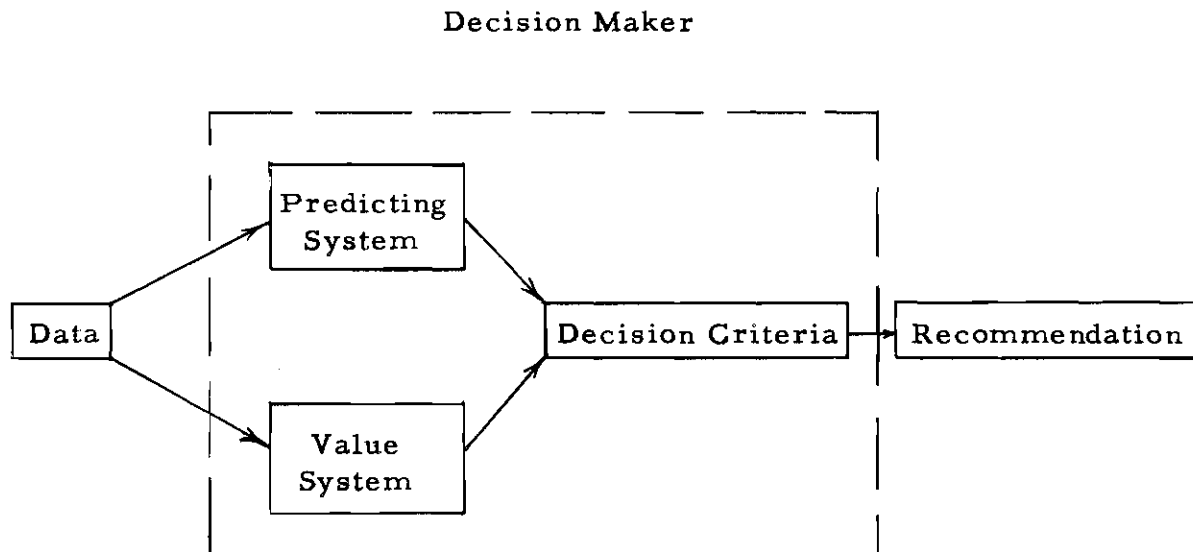 Decision Maker
Predicting
System
Data
Decision Criteria
Recommendation
Value
System